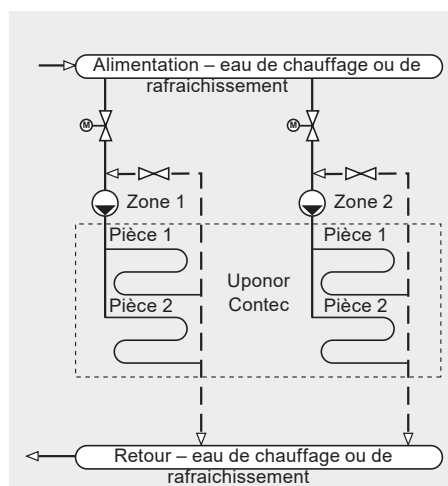 Alimentation – eau de chauffage ou de
rafraichissement
M
M
Zone 1
Zone 2
Pièce 1
Pièce 1
Uponor
Contec
Pièce 2
Pièce 2
Retour – eau de chauffage ou de
rafraichissement